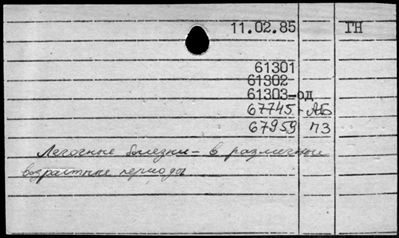 11.02.85 ГН
61301
61302
61303-од
67745 - АБ
67959 ПЗ
Легочные болезни - в различные
возрастные периоды